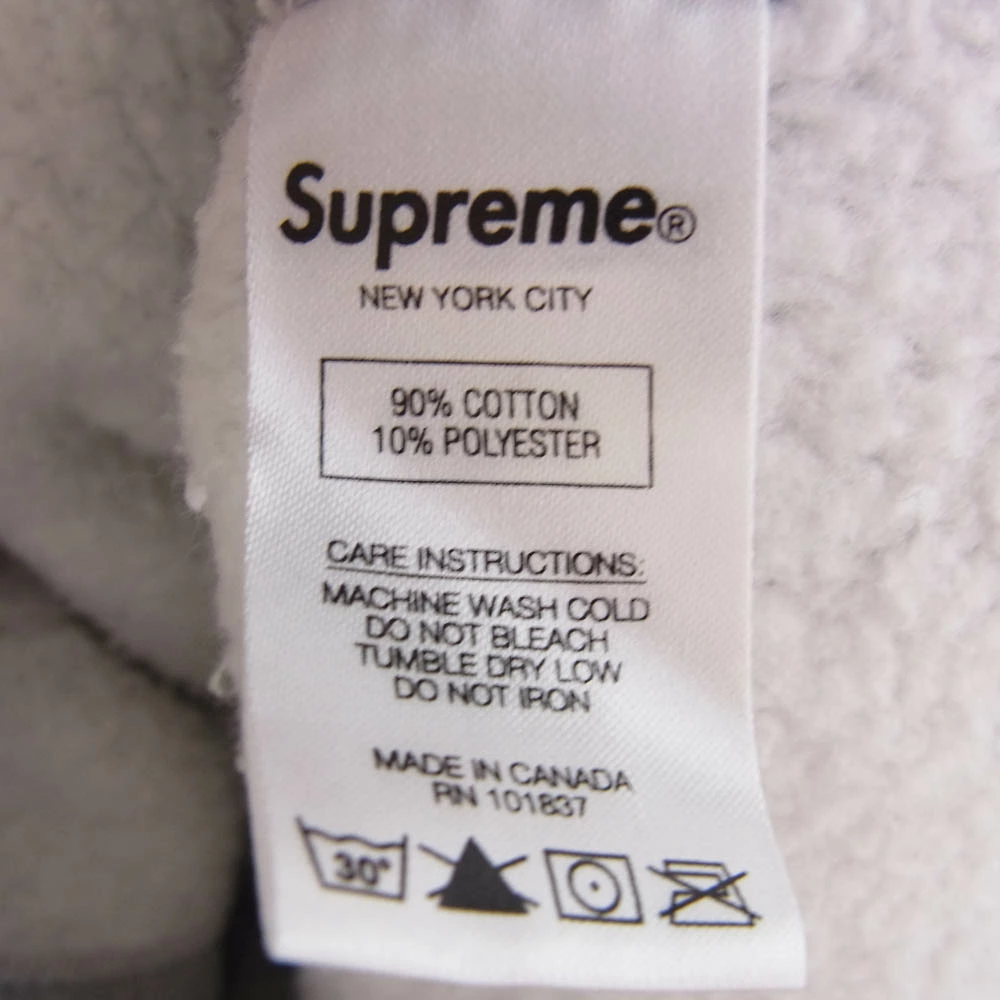 Supreme®
NEW YORK CITY
90% COTTON
10% POLYESTER
CARE INSTRUCTIONS:
MACHINE WASH COLD
DO NOT BLEACH
TUMBLE DRY LOW
DO NOT IRON
MADE IN CANADA
RN 101837
30°